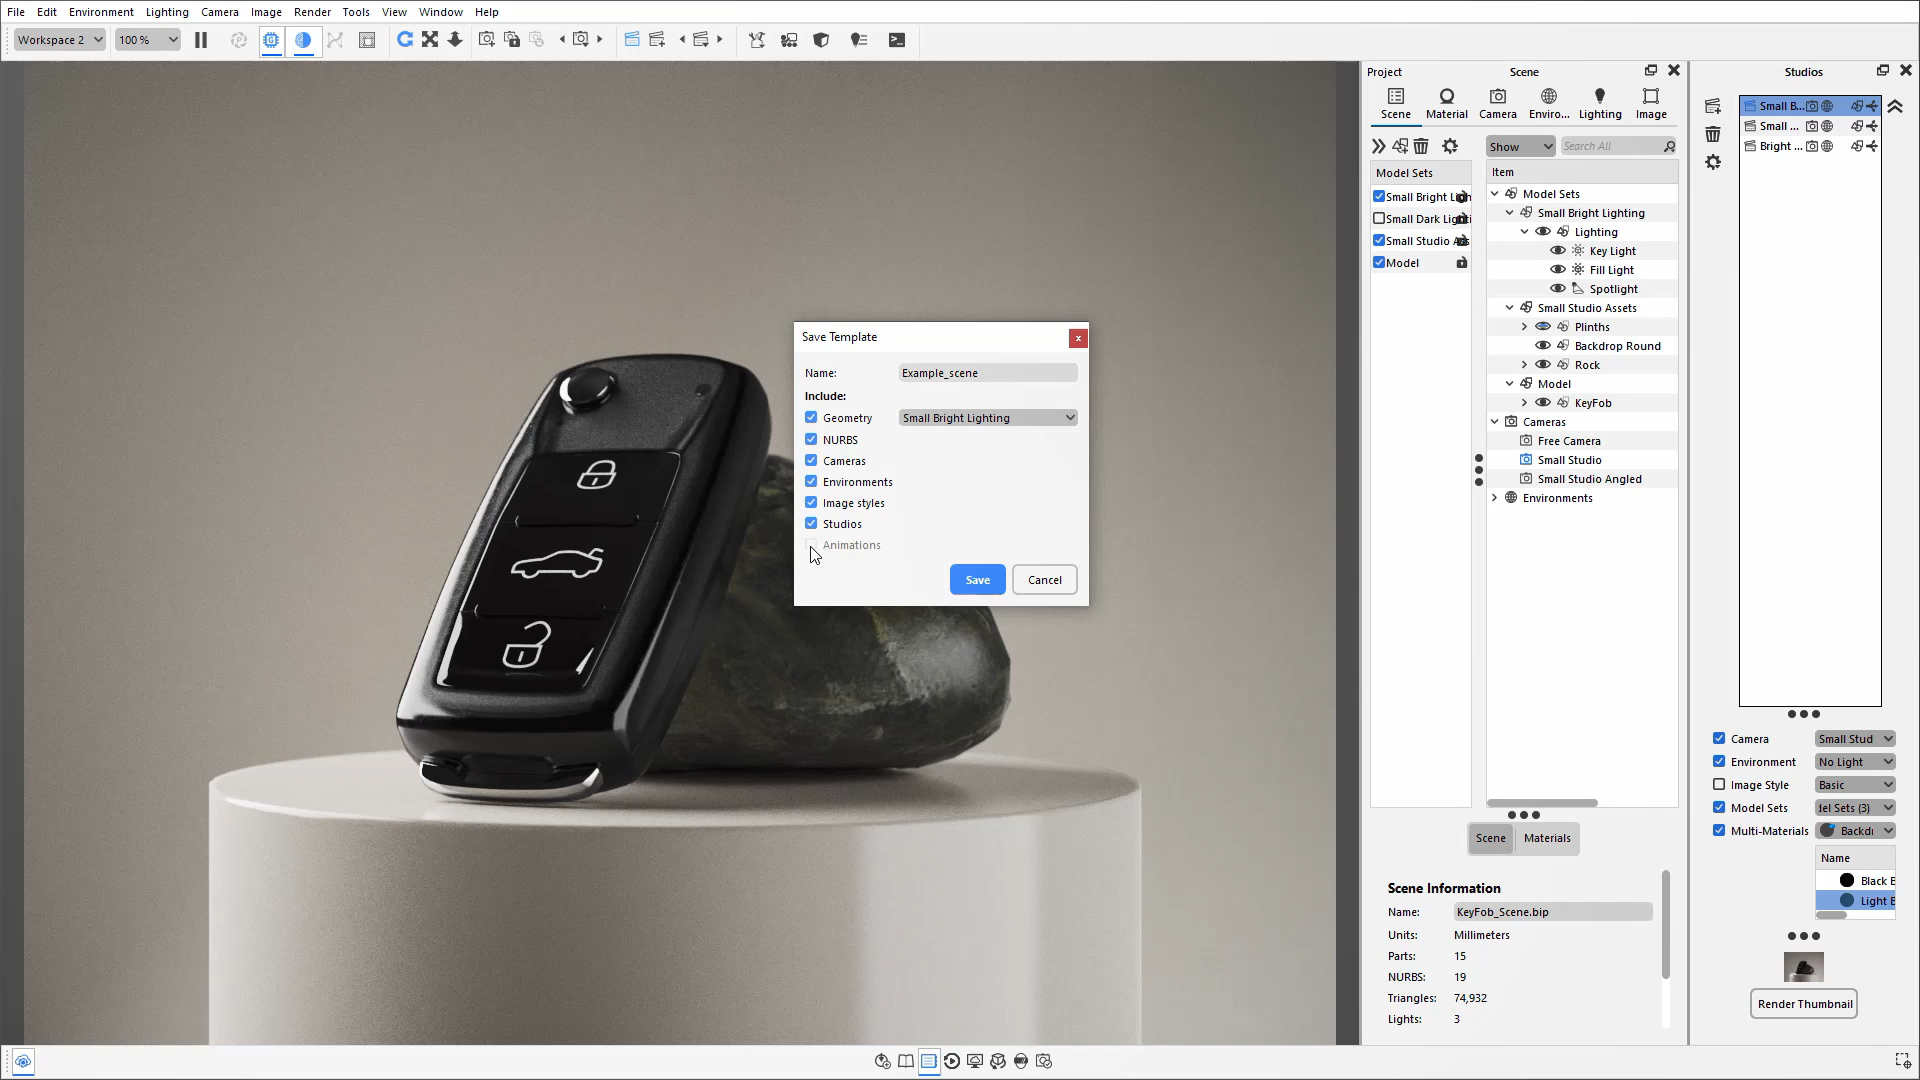 File Edit Environment Lighting Camera Image Render Tools View Window Help
Workspace 2 100 %
Project Scene
Studios
Scene Material Camera Enviro... Lighting Image
Show Search All
Model Sets
Small Bright Ligh
Small Dark Lighti
Small Studio As
Model
Item
Model Sets
Small Bright Lighting
Lighting
Key Light
Fill Light
Spotlight
Small Studio Assets
Plinths
Backdrop Round
Rock
Model
KeyFob
Cameras
Free Camera
Small Studio
Small Studio Angled
Environments
Small B...
Small ...
Bright ...
Save Template
x
Name: Example_scene
Include:
Geometry Small Bright Lighting
NURBS
Cameras
Environments
Image styles
Studios
Animations
Save Cancel
Scene Materials
Scene Information
Name: KeyFob_Scene.bip
Units: Millimeters
Parts: 15
NURBS: 19
Triangles: 74,932
Lights: 3
Camera Small Stud
Environment No Light
Image Style Basic
Model Sets del Sets (3)
Multi-Materials Backdr
Name
Black B
Light B
Render Thumbnail